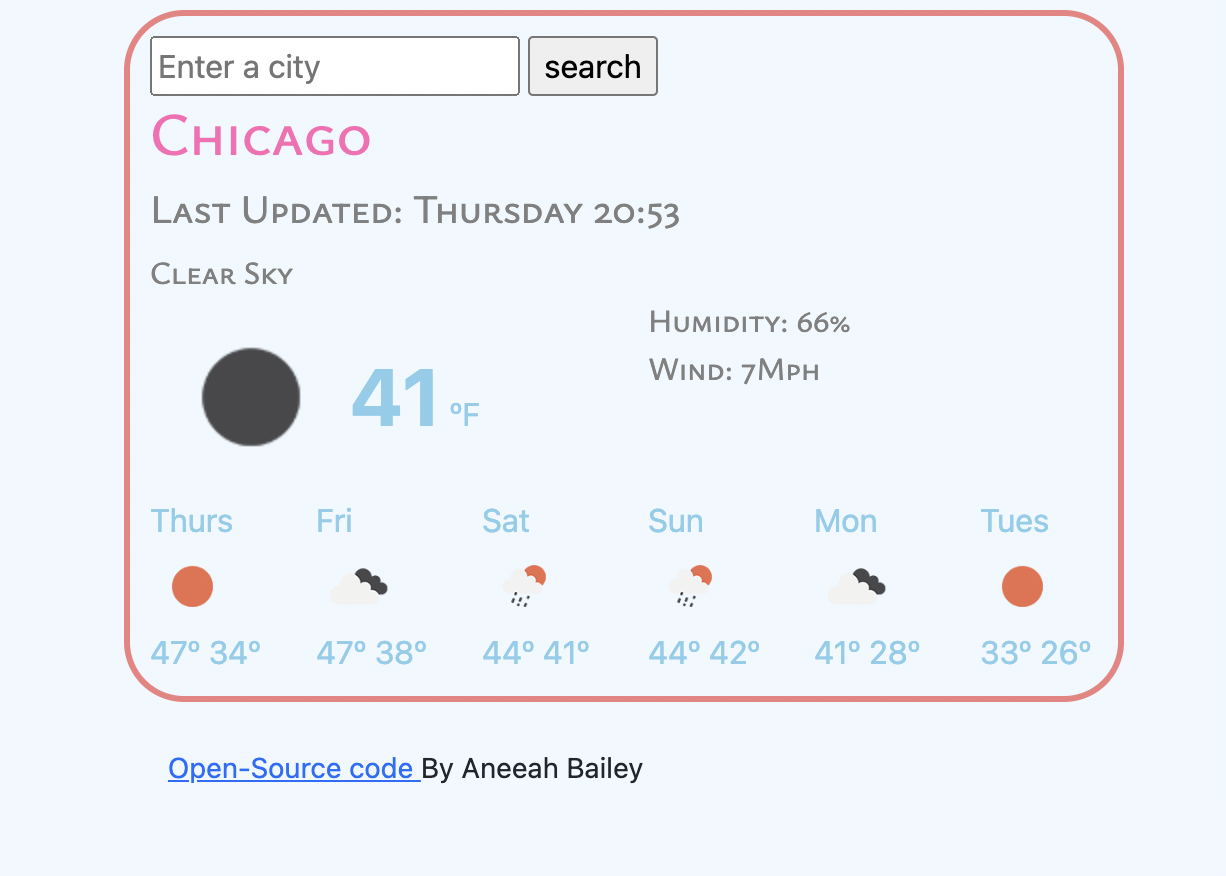 Enter a city search
Chicago
Last Updated: Thursday 20:53
Clear Sky
Humidity: 66%
Wind: 7Mph
41 ºF
Thurs Fri Sat Sun Mon Tues
47º 34º 47º 38º 44º 41º 44º 42º 41º 28º 33º 26º
Open-Source code By Aneeah Bailey